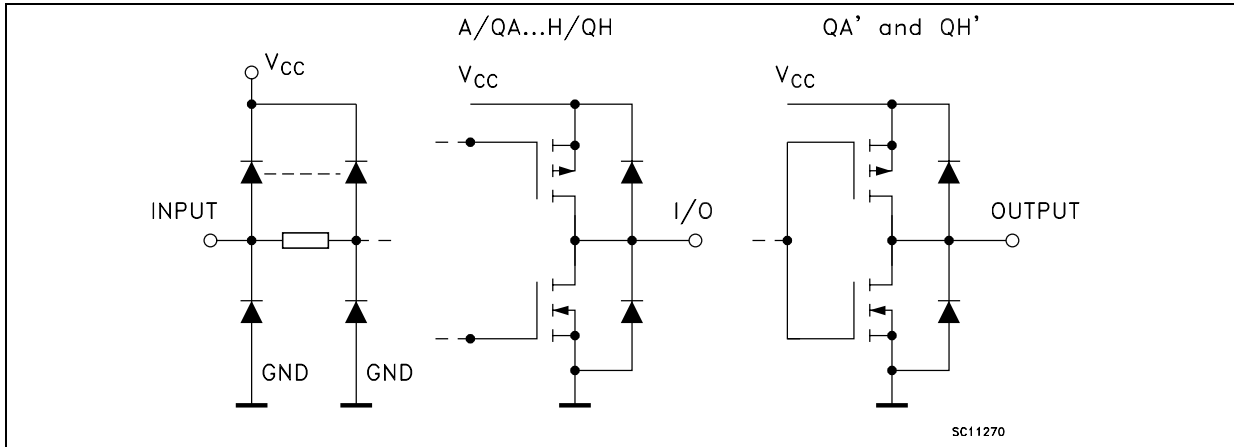 A/QA...H/QH
QA' and QH'
VCC
VCC
VCC
INPUT
I/O
OUTPUT
GND
GND
SC11270